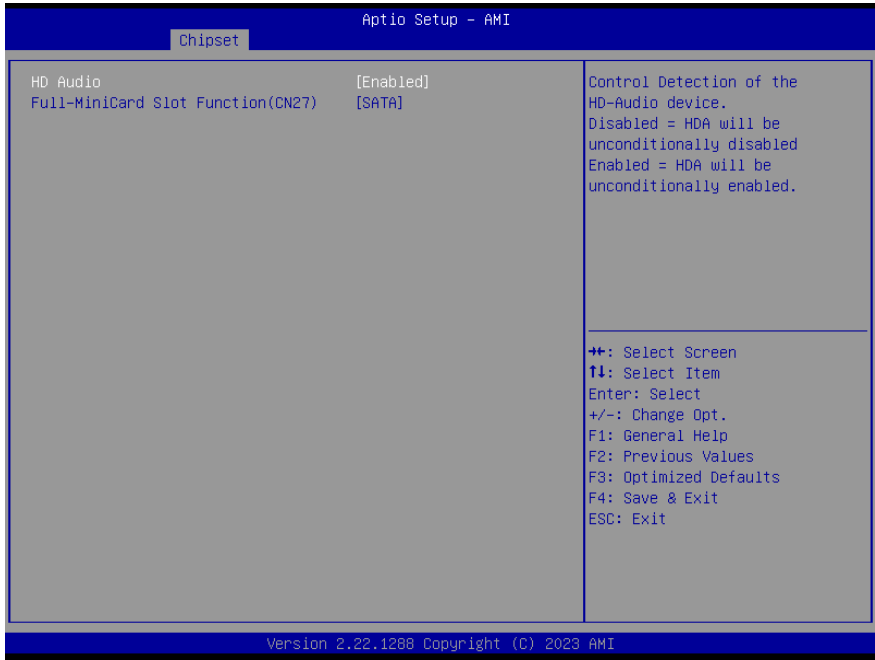 Aptio Setup – AMI
Chipset
HD Audio [Enabled]
Full-MiniCard Slot Function(CN27) [SATA]
Control Detection of the
HD-Audio device.
Disabled = HDA will be
unconditionally disabled
Enabled = HDA will be
unconditionally enabled.
→←: Select Screen
↑↓: Select Item
Enter: Select
+/-: Change Opt.
F1: General Help
F2: Previous Values
F3: Optimized Defaults
F4: Save & Exit
ESC: Exit
Version 2.22.1288 Copyright (C) 2023 AMI